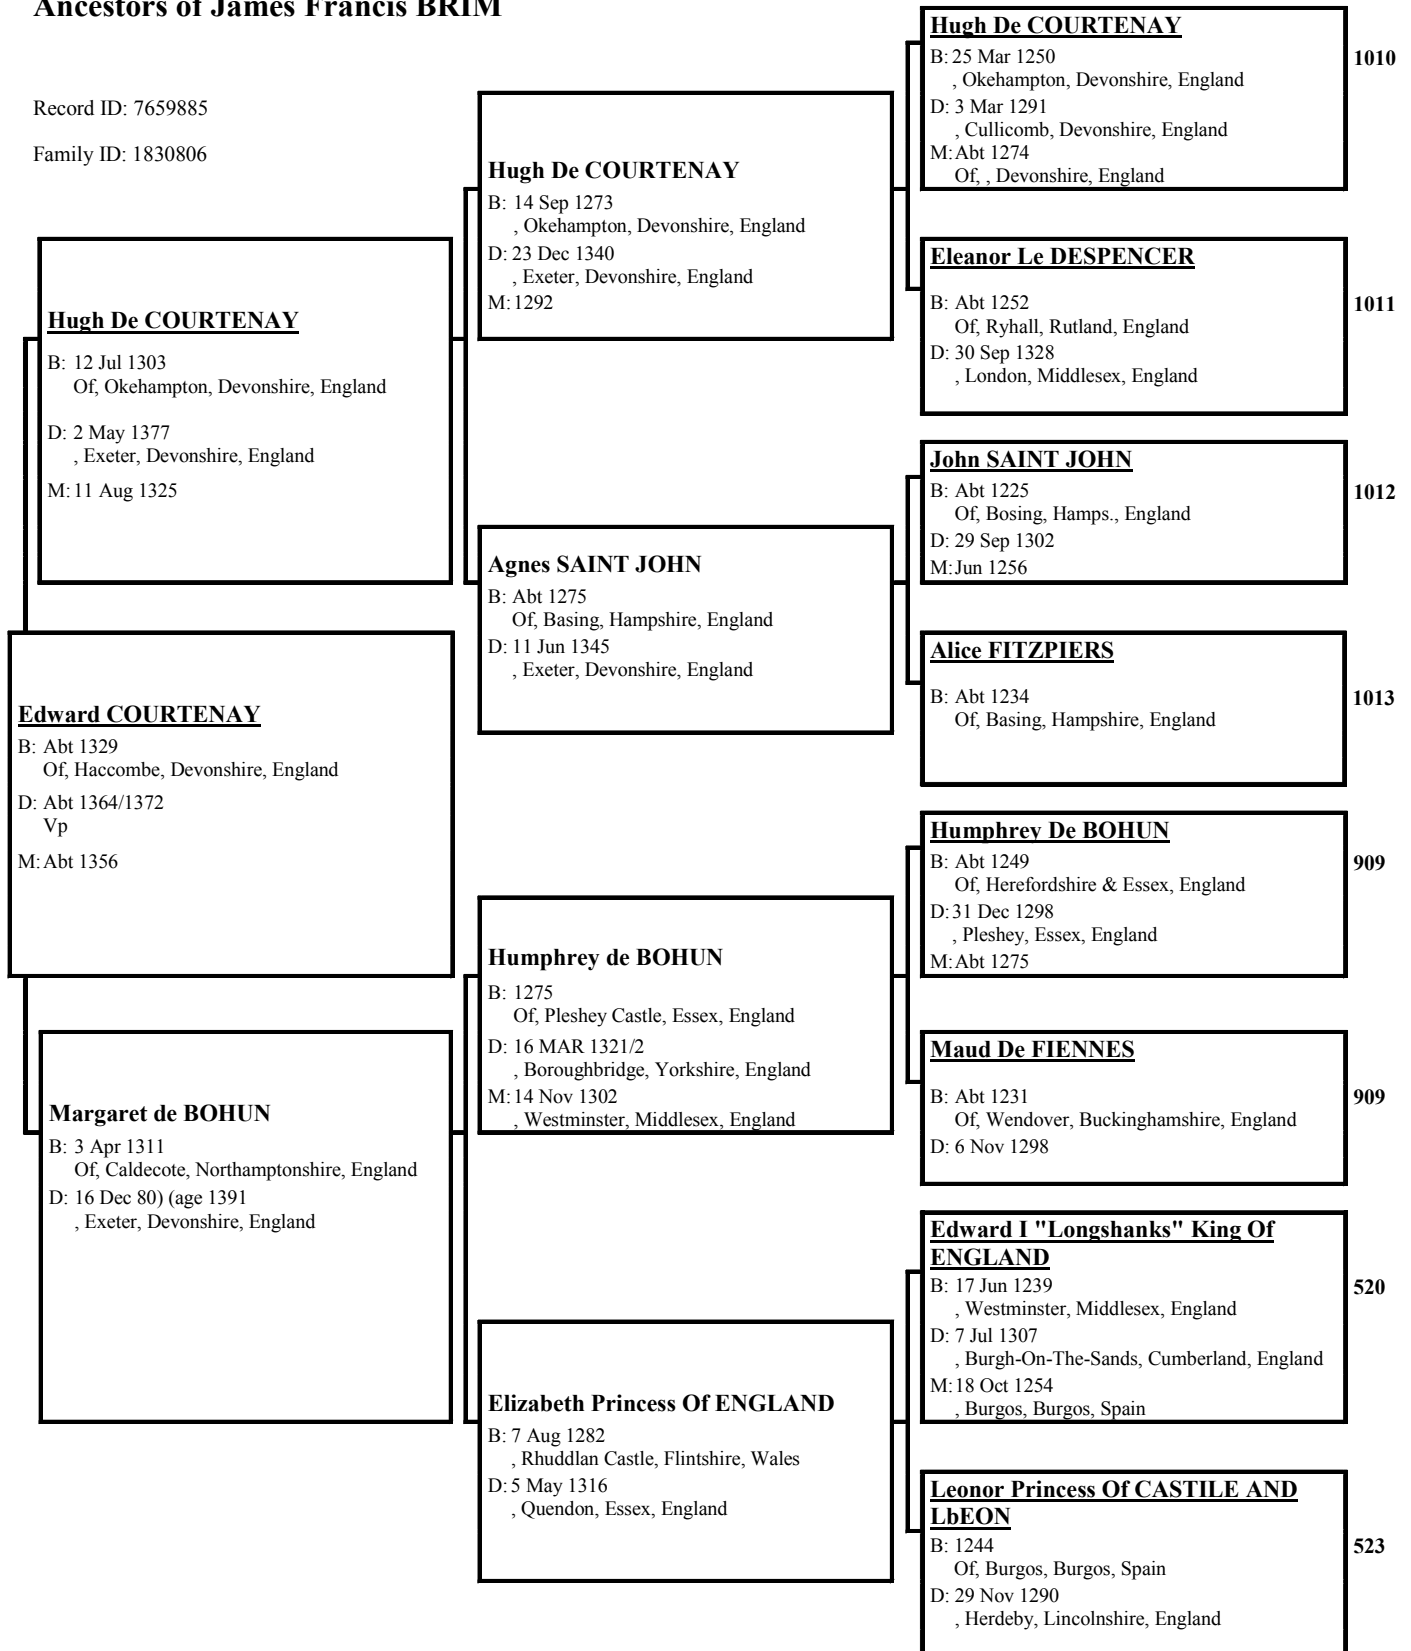 Ancestors of James Francis BRIM
Record ID: 7659885
Family ID: 1830806
Hugh De COURTENAY
B: 12 Jul 1303
Of, Okehampton, Devonshire, England
D: 2 May 1377
, Exeter, Devonshire, England
M: 11 Aug 1325
Edward COURTENAY
B: Abt 1329
Of, Haccombe, Devonshire, England
D: Abt 1364/1372
Vp
M: Abt 1356
Margaret de BOHUN
B: 3 Apr 1311
Of, Caldecote, Northamptonshire, England
D: 16 Dec 80) (age 1391
, Exeter, Devonshire, England
Hugh De COURTENAY
B: 14 Sep 1273
, Okehampton, Devonshire, England
D: 23 Dec 1340
, Exeter, Devonshire, England
M: 1292
Agnes SAINT JOHN
B: Abt 1275
Of, Basing, Hampshire, England
D: 11 Jun 1345
, Exeter, Devonshire, England
Humphrey de BOHUN
B: 1275
Of, Pleshey Castle, Essex, England
D: 16 MAR 1321/2
, Boroughbridge, Yorkshire, England
M: 14 Nov 1302
, Westminster, Middlesex, England
Elizabeth Princess Of ENGLAND
B: 7 Aug 1282
, Rhuddlan Castle, Flintshire, Wales
D: 5 May 1316
, Quendon, Essex, England
Hugh De COURTENAY
B: 25 Mar 1250
, Okehampton, Devonshire, England
D: 3 Mar 1291
, Cullicomb, Devonshire, England
M: Abt 1274
Of, , Devonshire, England
1010
Eleanor Le DESPENCER
B: Abt 1252
Of, Ryhall, Rutland, England
D: 30 Sep 1328
, London, Middlesex, England
1011
John SAINT JOHN
B: Abt 1225
Of, Bosing, Hamps., England
D: 29 Sep 1302
M: Jun 1256
1012
Alice FITZPIERS
B: Abt 1234
Of, Basing, Hampshire, England
1013
Humphrey De BOHUN
B: Abt 1249
Of, Herefordshire & Essex, England
D: 31 Dec 1298
, Pleshey, Essex, England
M: Abt 1275
909
Maud De FIENNES
B: Abt 1231
Of, Wendover, Buckinghamshire, England
D: 6 Nov 1298
909
Edward I "Longshanks" King Of
ENGLAND
B: 17 Jun 1239
, Westminster, Middlesex, England
D: 7 Jul 1307
, Burgh-On-The-Sands, Cumberland, England
M: 18 Oct 1254
, Burgos, Burgos, Spain
520
Leonor Princess Of CASTILE AND
LbEON
B: 1244
Of, Burgos, Burgos, Spain
D: 29 Nov 1290
, Herdeby, Lincolnshire, England
523